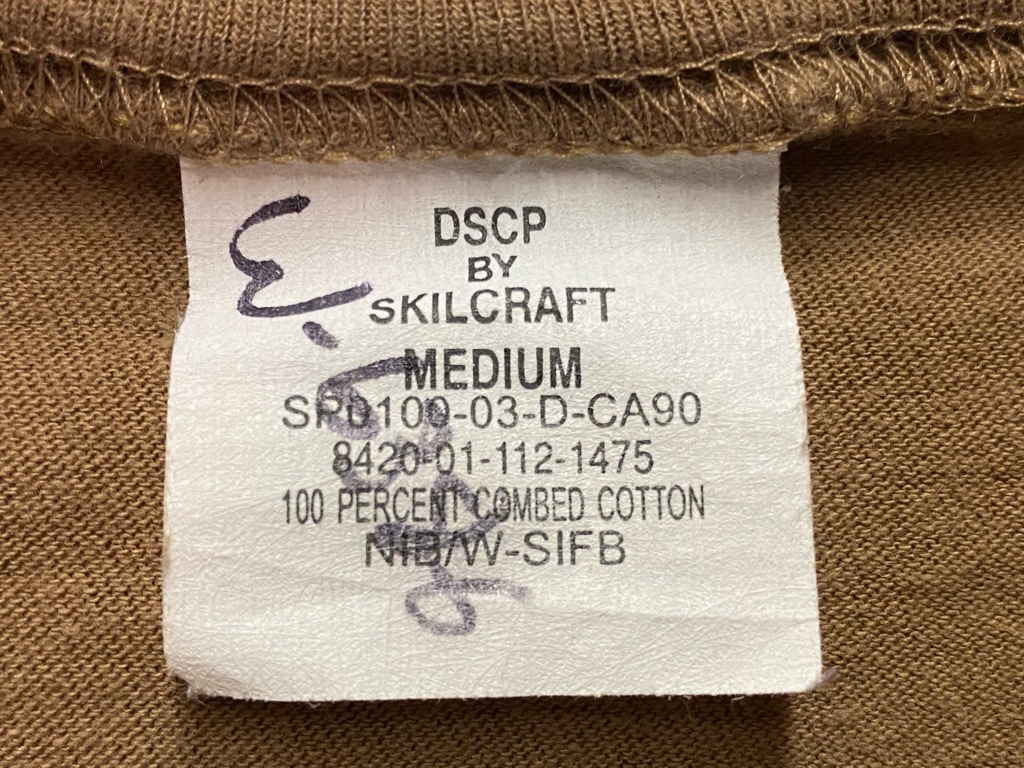 DSCP
BY
SKILCRAFT
MEDIUM
SPO100-03-D-CA90
8420-01-112-1475
100 PERCENT COMBED COTTON
NIB/W-SIFB